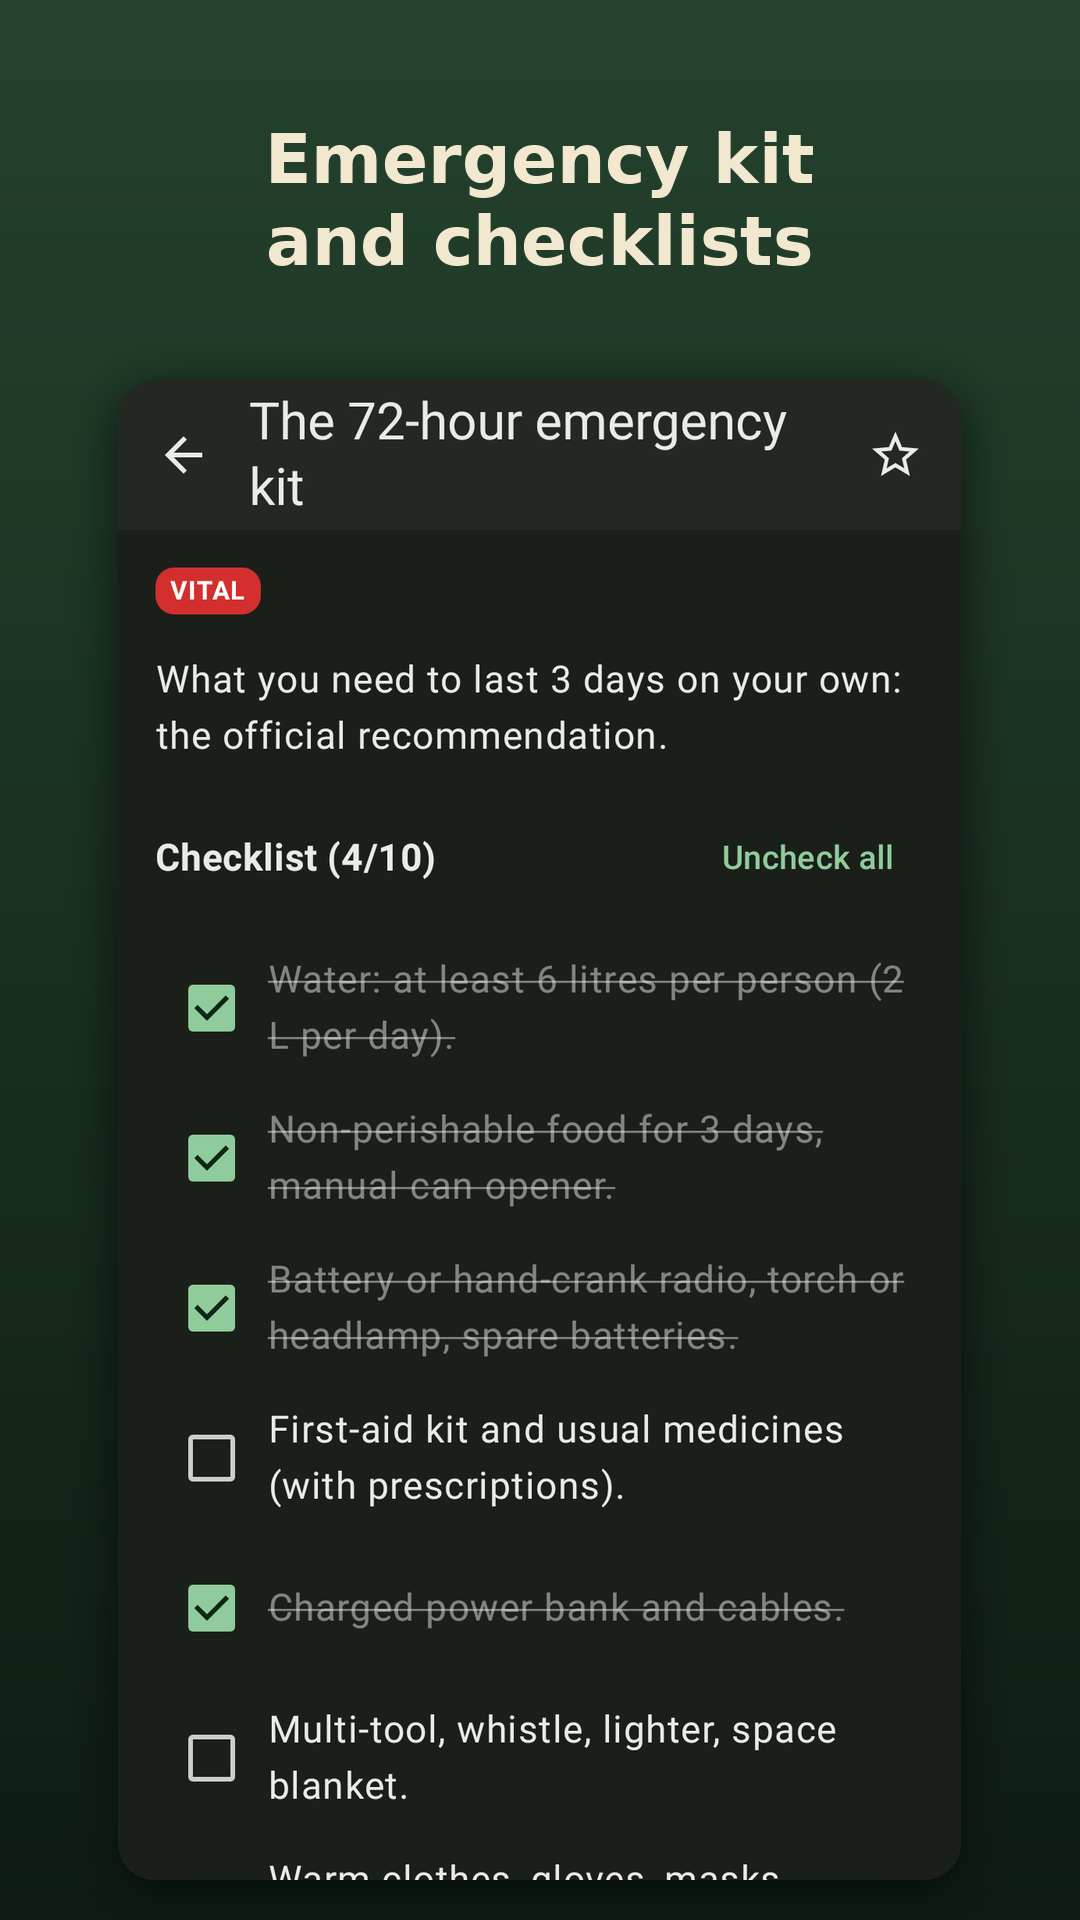 Emergency kit
and checklists
The 72-hour emergency
kit
VITAL
What you need to last 3 days on your own:
the official recommendation.
Checklist (4/10)
Uncheck all
Water: at least 6 litres per person (2
L per day).
Non-perishable food for 3 days,
manual can opener.
Battery or hand-crank radio, torch or
headlamp, spare batteries.
First-aid kit and usual medicines
(with prescriptions).
Charged power bank and cables.
Multi-tool, whistle, lighter, space
blanket.
Warm clothes, gloves, masks